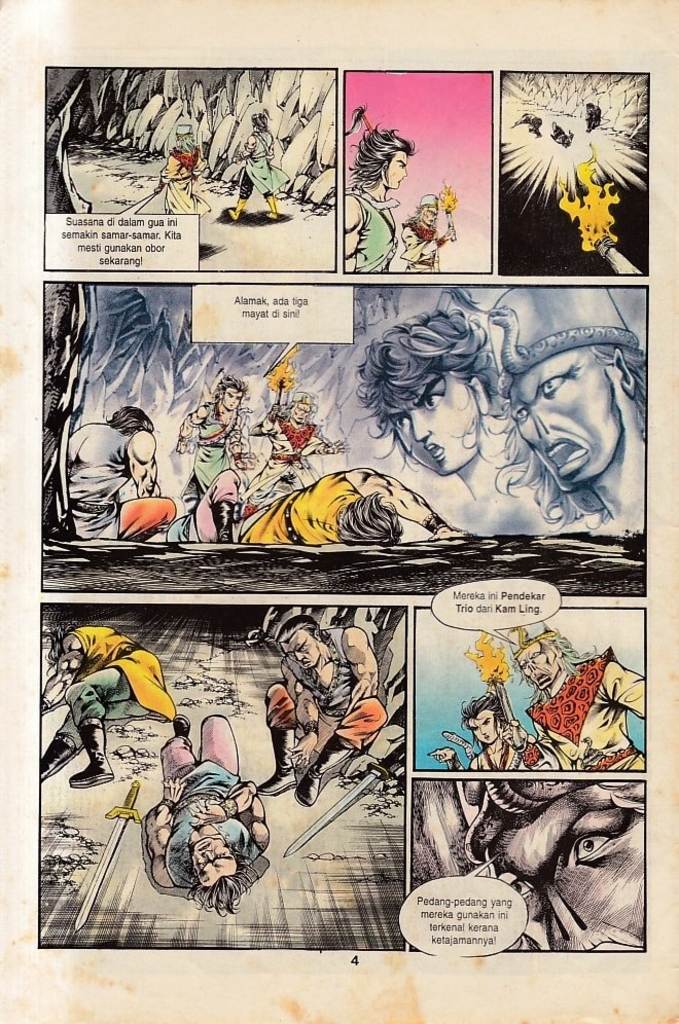 Suasana di dalam gua ini
semakin samar-samar. Kita
mesti gunakan obor
sekarang!
Alamak, ada tiga
mayat di sini!
Mereka ini Pendekar
Trio dari Kam Ling.
Pedang-pedang yang
mereka gunakan ini
terkenal kerana
ketajamannya!
4